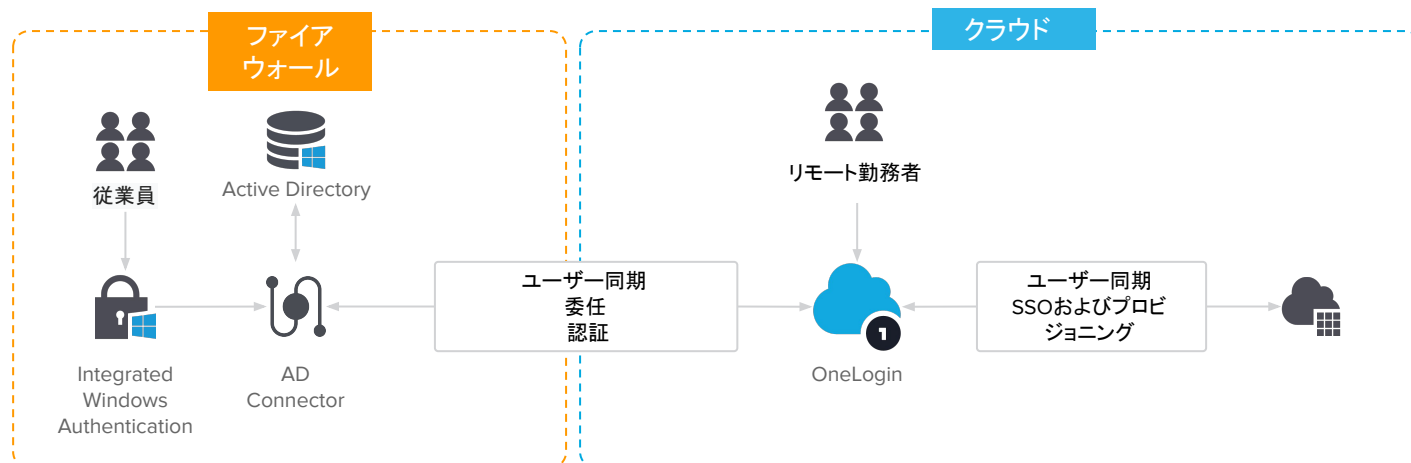 ファイア
ウォール
クラウド
従業員
Active Directory
リモート勤務者
ユーザー同期
委任
認証
ユーザー同期
SSOおよびプロビ
ジョニング
1
Integrated
Windows
Authentication
AD
Connector
OneLogin